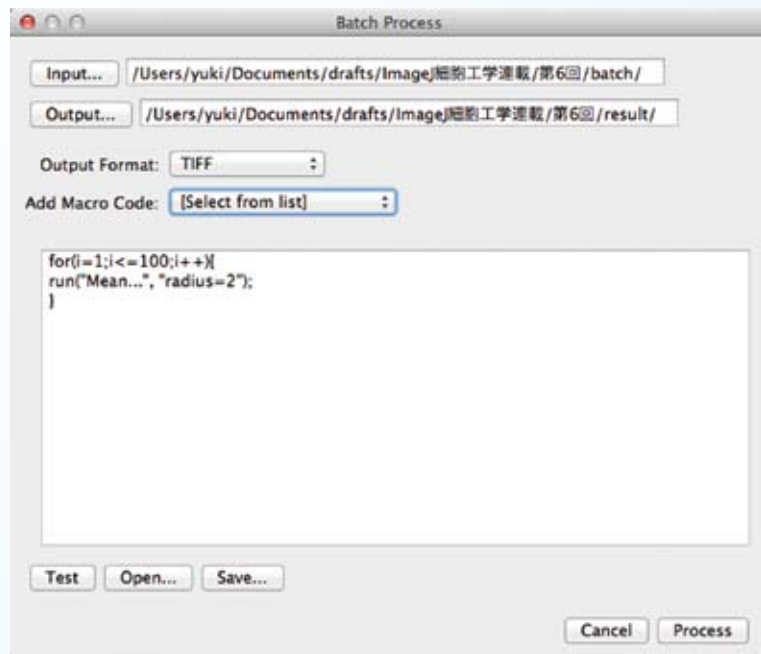 Batch Process
Input... /Users/yuki/Documents/drafts/ImageJ細胞工学連載/第6回/batch/
Output... /Users/yuki/Documents/drafts/ImageJ細胞工学連載/第6回/result/
Output Format: TIFF
Add Macro Code: [Select from list]
for(i=1;i<=100;i++){
run("Mean...", "radius=2");
}
Test Open... Save...
Cancel Process